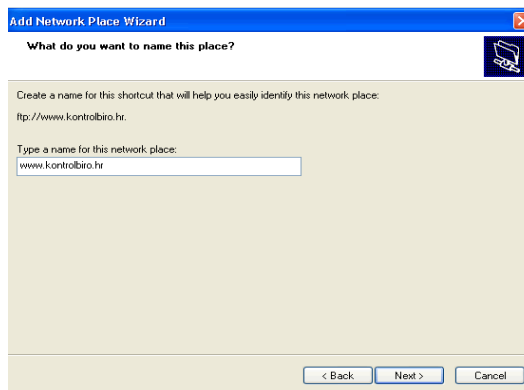 Add Network Place Wizard
What do you want to name this place?
Create a name for this shortcut that will help you easily identify this network place:
ftp://www.kontrolbiro.hr.
Type a name for this network place:
www.kontrolbiro.hr
< Back Next > Cancel